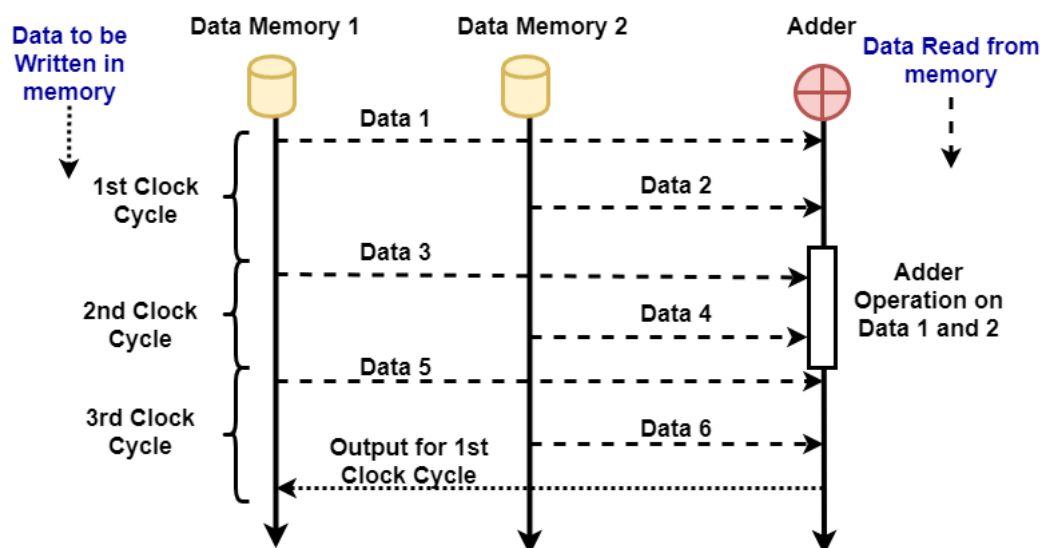 Data to be
Written in
memory
Data Memory 1
Data Memory 2
Adder
Data Read from
memory
Data 1
1st Clock
Cycle
Data 2
Data 3
Adder
Operation on
Data 1 and 2
2nd Clock
Cycle
Data 4
Data 5
3rd Clock
Cycle
Data 6
Output for 1st
Clock Cycle